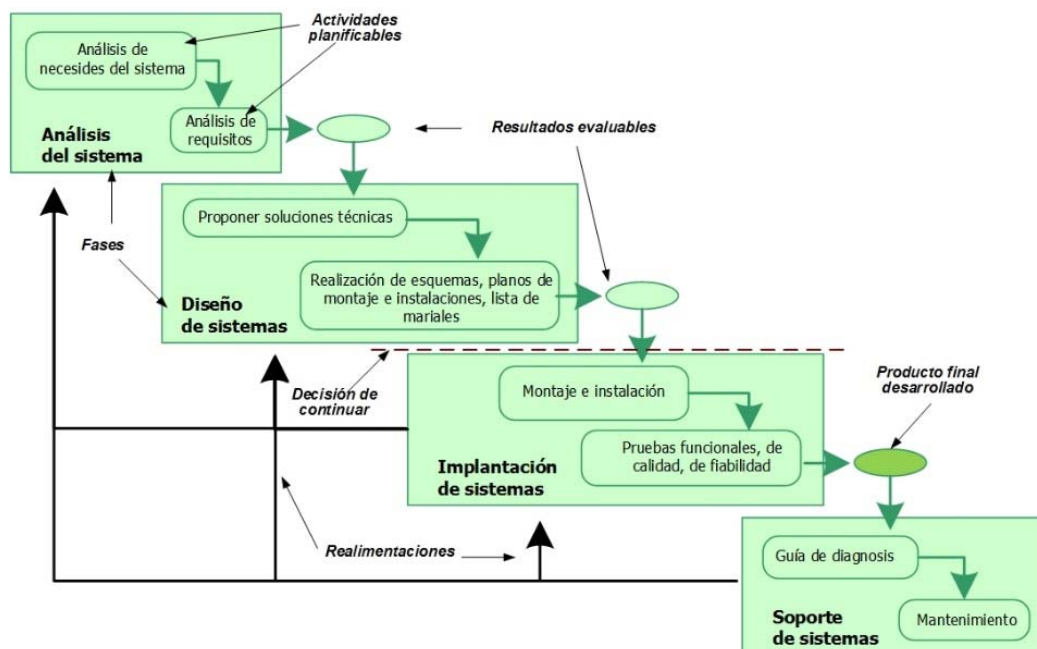 Actividades
planificables
Análisis de
necesides del sistema
Análisis de
requisitos
Análisis
del sistema
Resultados evaluables
Fases
Proponer soluciones técnicas
Realización de esquemas, planos de
montaje e instalaciones, lista de
mariales
Diseño
de sistemas
Decisión de
continuar
Producto final
desarrollado
Montaje e instalación
Pruebas funcionales, de
calidad, de fiabilidad
Implantación
de sistemas
Realimentaciones
Guía de diagnosis
Mantenimiento
Soporte
de sistemas